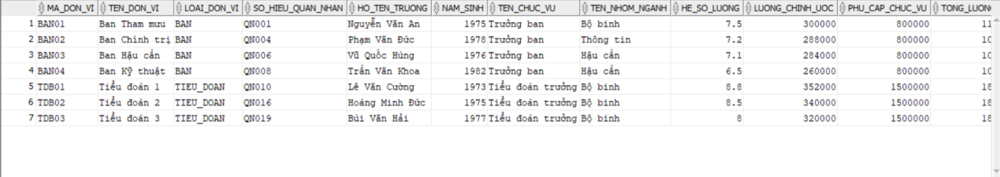 MA_DON_VI TEN_DON_VI LOAI_DON_VI SO_HIEU_QUAN_NHAN HO_TEN_TRUONG NAM_SINH TEN_CHUC_VU TEN_NHOM_NGANH HE_SO_LUONG LUONG_CHINH_UOC PHU_CAP_CHUC_VU TONG_LUONG
1 BAN01 Ban Tham mưu BAN QN001 Nguyễn Văn An 1975 Trưởng ban Bộ binh 7.5 300000 800000 11
2 BAN02 Ban Chính trị BAN QN004 Phạm Văn Đức 1978 Trưởng ban Thông tin 7.2 288000 800000 10
3 BAN03 Ban Hậu cần BAN QN006 Vũ Quốc Hùng 1976 Trưởng ban Hậu cần 7.1 284000 800000 10
4 BAN04 Ban Kỹ thuật BAN QN008 Trần Văn Khoa 1982 Trưởng ban Hậu cần 6.5 260000 800000 10
5 TDB01 Tiểu đoàn 1 TIEU_DOAN QN010 Lê Văn Cường 1973 Tiểu đoàn trưởng Bộ binh 8.8 352000 1500000 18
6 TDB02 Tiểu đoàn 2 TIEU_DOAN QN016 Hoàng Minh Đức 1975 Tiểu đoàn trưởng Bộ binh 8.5 340000 1500000 18
7 TDB03 Tiểu đoàn 3 TIEU_DOAN QN019 Bùi Văn Hải 1977 Tiểu đoàn trưởng Bộ binh 8 320000 1500000 18